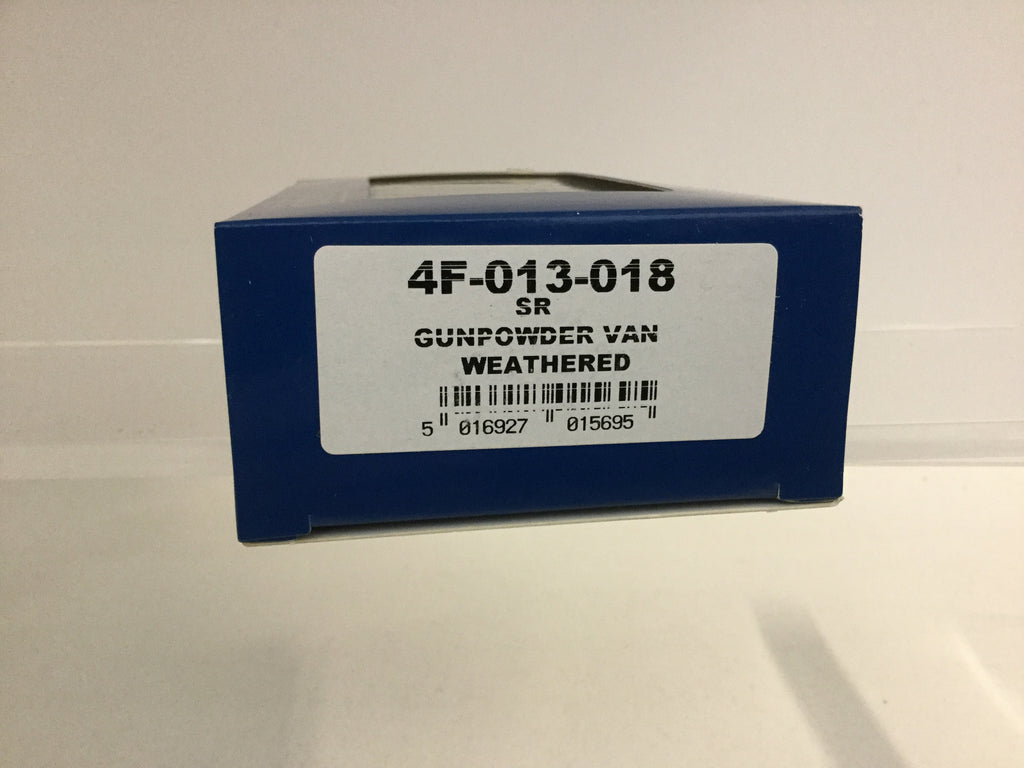 4F-013-018
SR
GUNPOWDER VAN
WEATHERED
5 016927 015695